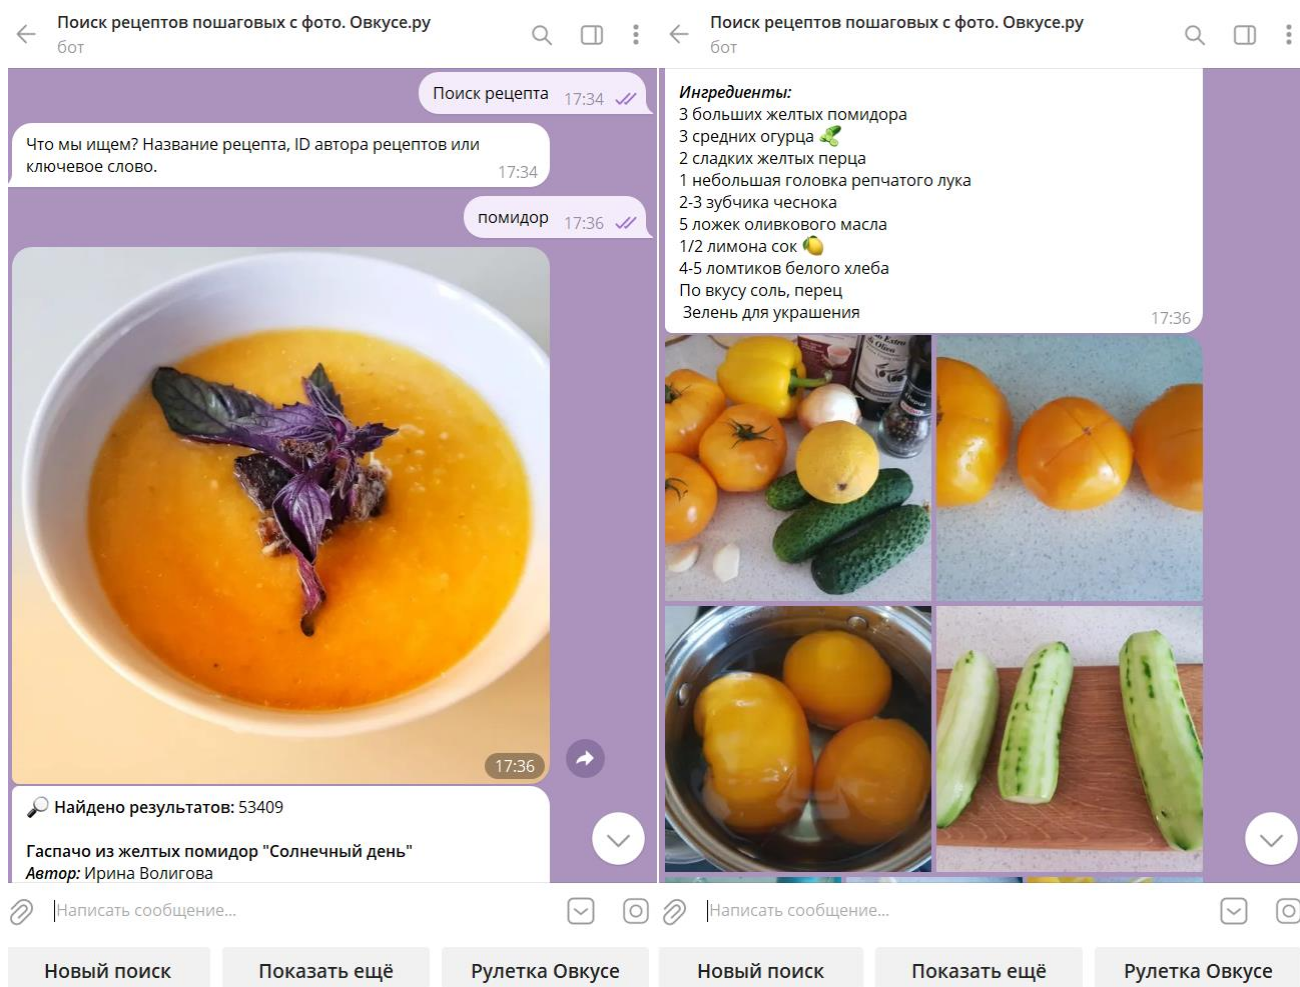 Поиск рецептов пошаговых с фото. Овкусе.ру
бот
Поиск рецепта 17:34
Что мы ищем? Название рецепта, ID автора рецептов или
ключевое слово.
17:34
помидор 17:36
17:36
Найдено результатов: 53409
Гаспачо из желтых помидор "Солнечный день"
Автор: Ирина Волигова
Написать сообщение...
Новый поиск
Показать ещё
Рулетка Овкусе
Поиск рецептов пошаговых с фото. Овкусе.ру
бот
Ингредиенты:
3 больших желтых помидора
3 средних огурца
2 сладких желтых перца
1 небольшая головка репчатого лука
2-3 зубчика чеснока
5 ложек оливкового масла
1/2 лимона сок
4-5 ломтиков белого хлеба
По вкусу соль, перец
Зелень для украшения
17:36
Написать сообщение...
Новый поиск
Показать ещё
Рулетка Овкусе